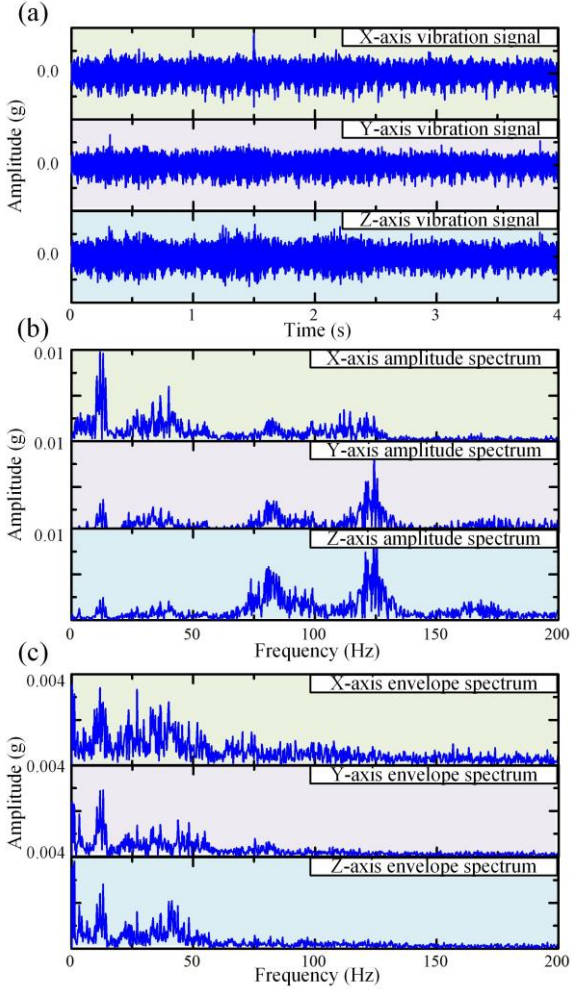 (a)
X-axis vibration signal
0.0
Y-axis vibration signal
0.0
Z-axis vibration signal
0.0
Amplitude (g)
0 1 2 3 4
Time (s)
(b)
0.01
X-axis amplitude spectrum
0.01
Y-axis amplitude spectrum
0.01
Z-axis amplitude spectrum
Amplitude (g)
0 50 100 150 200
Frequency (Hz)
(c)
0.004
X-axis envelope spectrum
0.004
Y-axis envelope spectrum
0.004
Z-axis envelope spectrum
Amplitude (g)
0 50 100 150 200
Frequency (Hz)